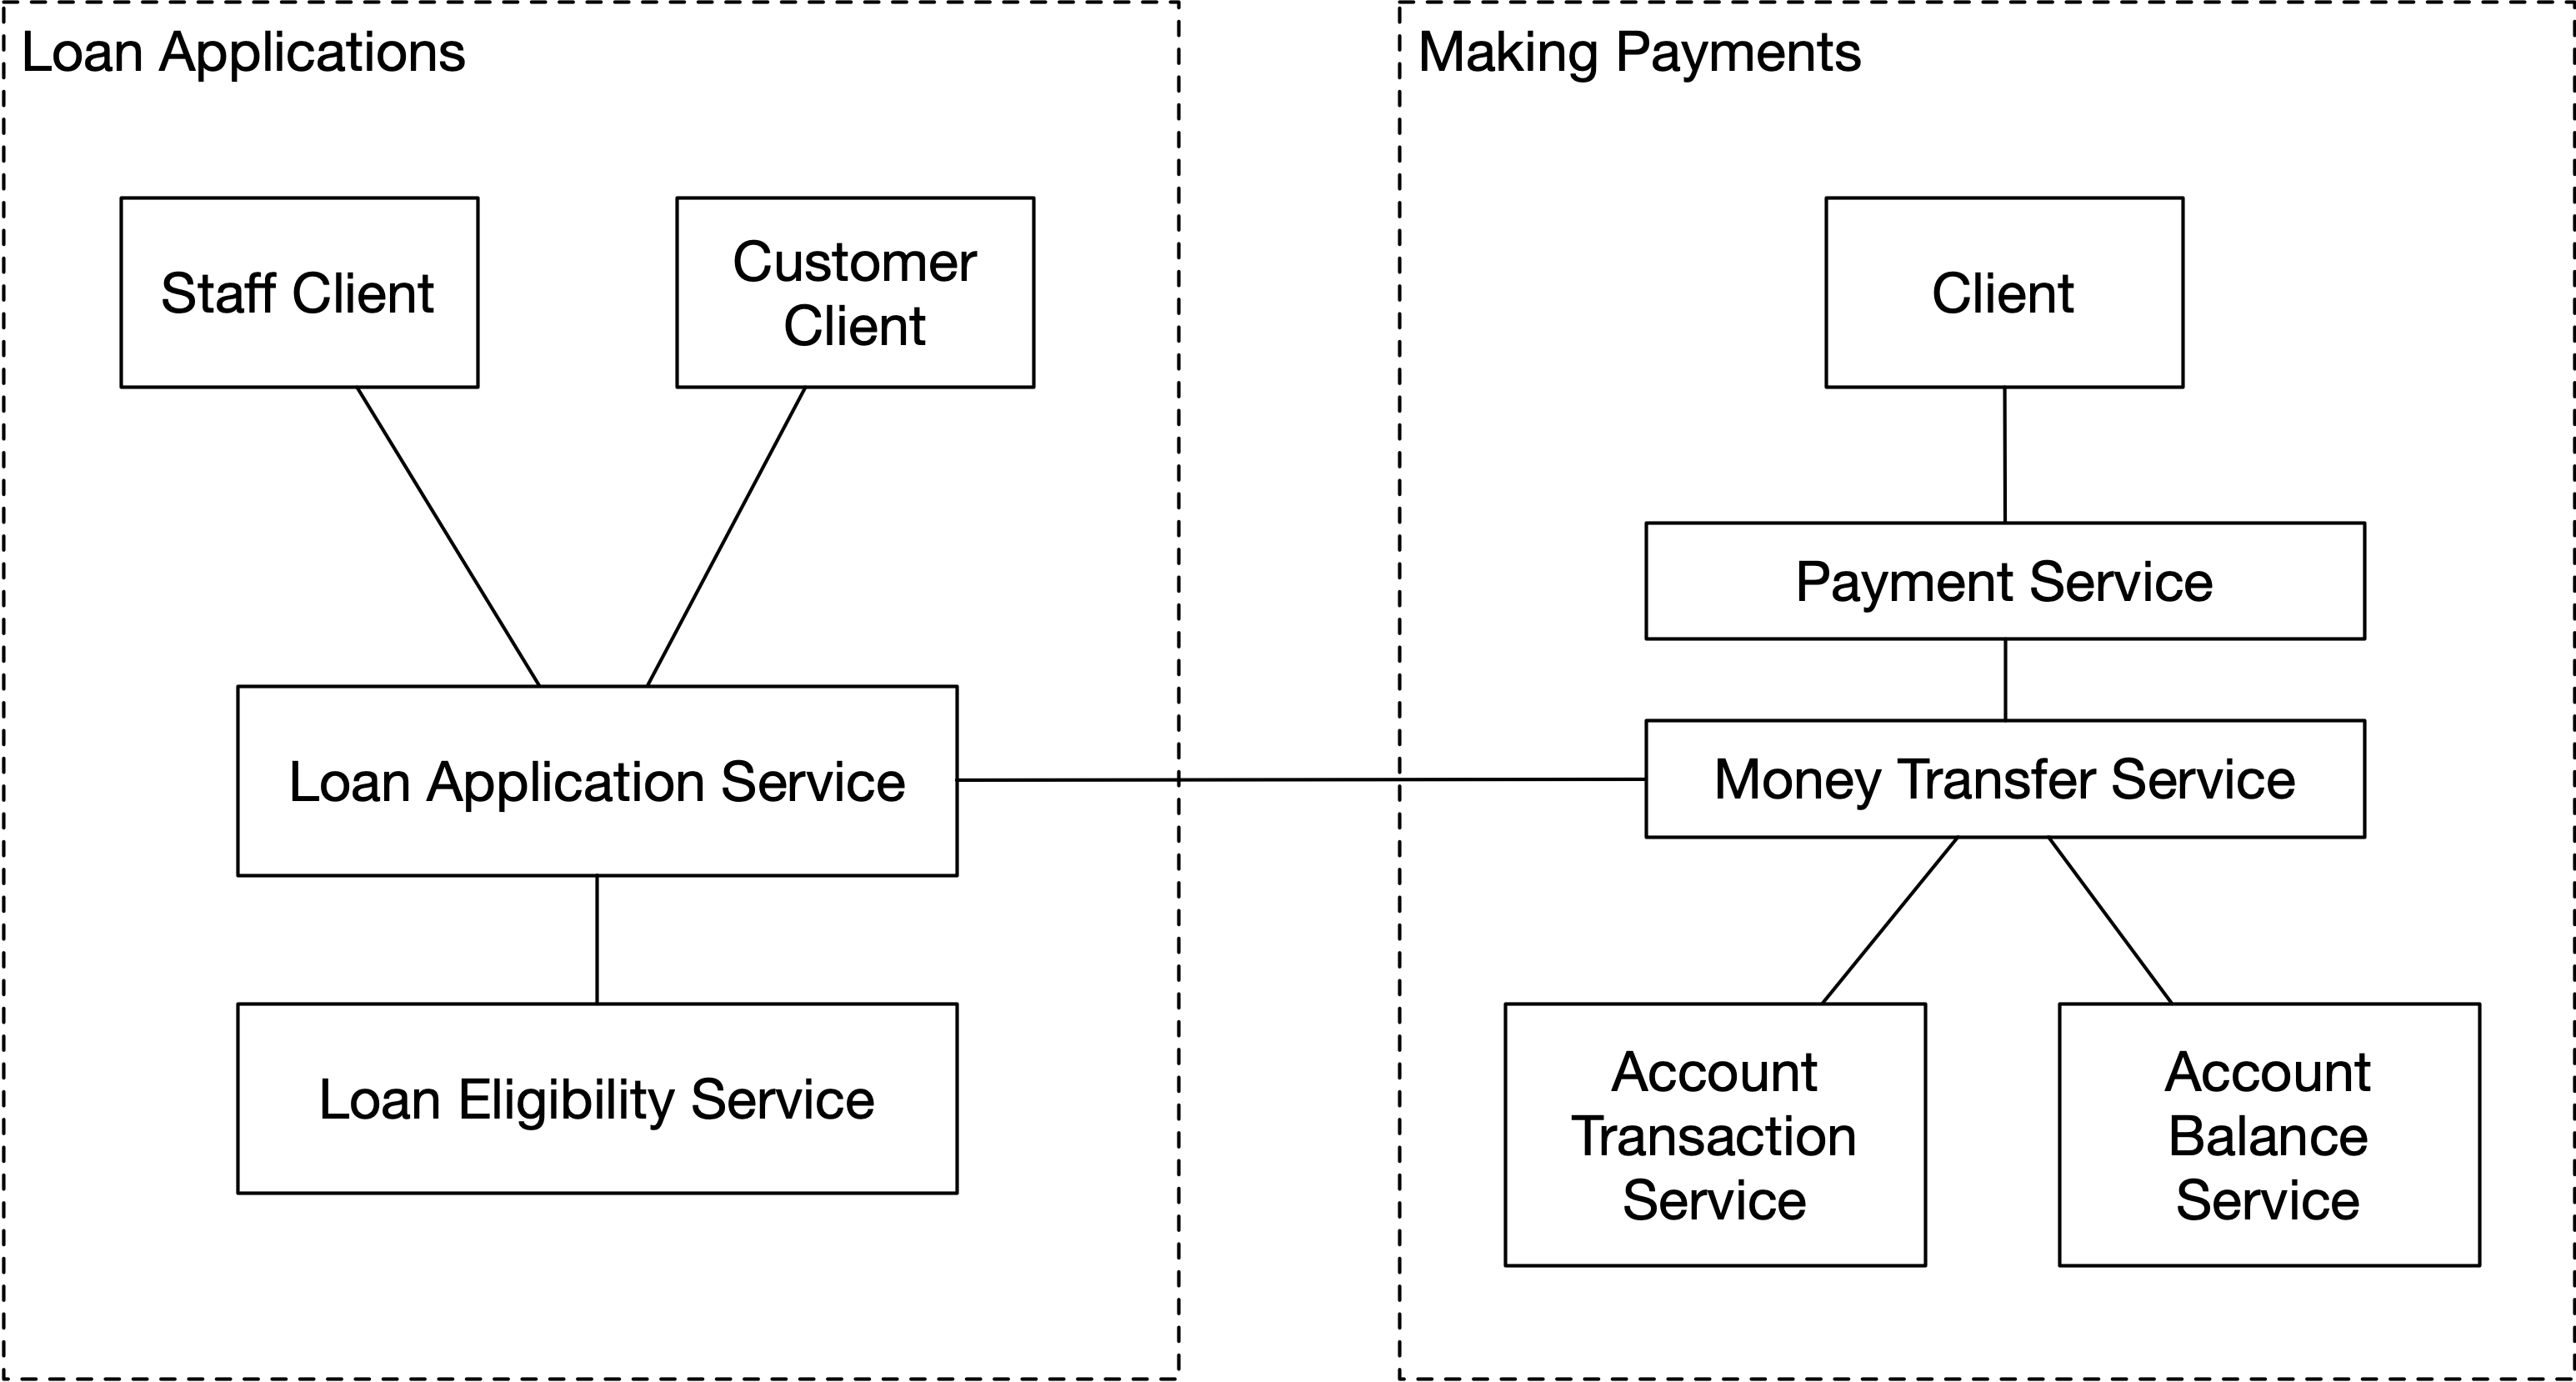 Loan Applications
Staff Client
Customer
Client
Loan Application Service
Loan Eligibility Service
Making Payments
Client
Payment Service
Money Transfer Service
Account
Transaction
Service
Account
Balance
Service